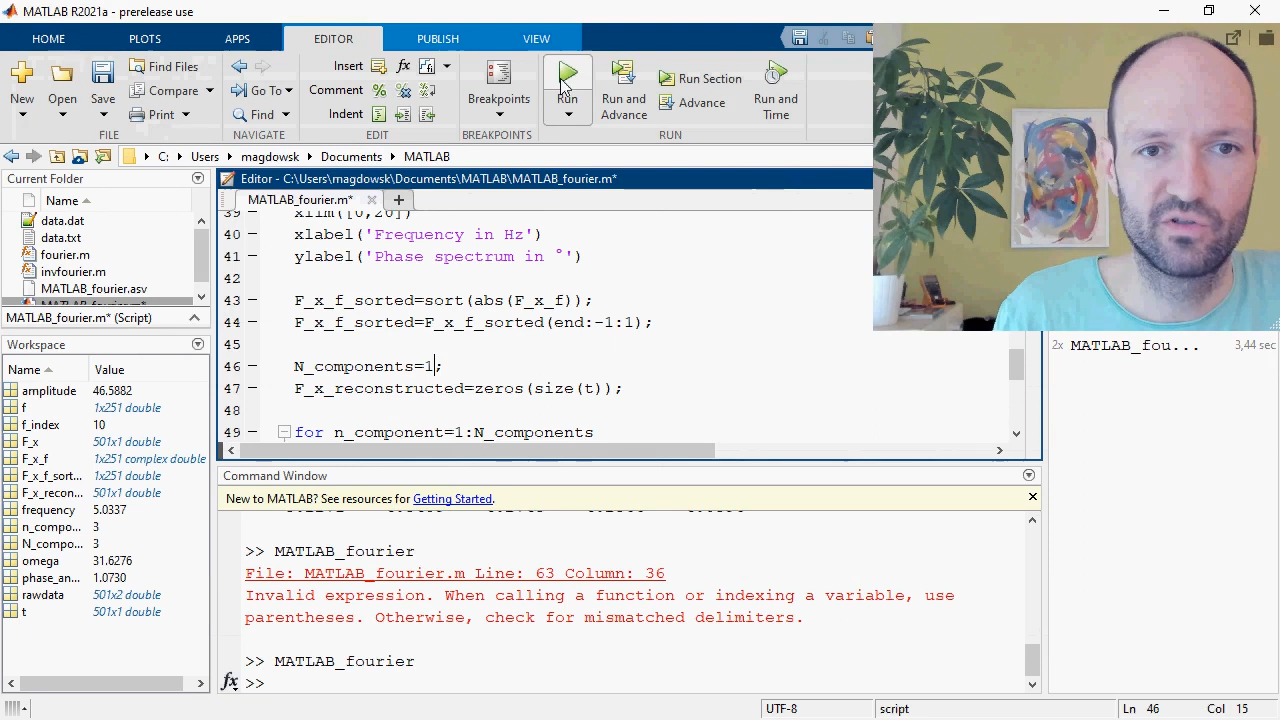 MATLAB R2021a - prerelease use
HOME PLOTS APPS EDITOR PUBLISH VIEW
New
Open
Save
Find Files
Compare
Print
FILE
Go To
Find
NAVIGATE
Insert
Comment
Indent
EDIT
Breakpoints
BREAKPOINTS
Run
Run and Advance
Run Section
Advance
Run and Time
RUN
C: Users magdowsk Documents MATLAB
Current Folder
Name
data.dat
data.txt
fourier.m
invfourier.m
MATLAB_fourier.asv
MATLAB_fourier.m* (Script)
Workspace
Name Value
amplitude 46.5882
f 1x251 double
f_index 10
F_x 501x1 double
F_x_f 1x251 complex double
F_x_f_sort... 1x251 double
F_x_recon... 501x1 double
frequency 5.0337
n_compo... 3
N_compo... 3
omega 31.6276
phase_an... 1.0730
rawdata 501x2 double
t 501x1 double
Editor - C:\Users\magdowsk\Documents\MATLAB\MATLAB_fourier.m*
MATLAB_fourier.m*
39 xlim([0,20])
40 xlabel('Frequency in Hz')
41 ylabel('Phase spectrum in °')
42
43 F_x_f_sorted=sort(abs(F_x_f));
44 F_x_f_sorted=F_x_f_sorted(end:-1:1);
45
46 N_components=1;
47 F_x_reconstructed=zeros(size(t));
48
49 for n_component=1:N_components
Command Window
New to MATLAB? See resources for Getting Started.
>> MATLAB_fourier
File: MATLAB_fourier.m Line: 63 Column: 36
Invalid expression. When calling a function or indexing a variable, use
parentheses. Otherwise, check for mismatched delimiters.
>> MATLAB_fourier
fx >>
2x MATLAB_fou... 3,44 sec
UTF-8 script Ln 46 Col 15